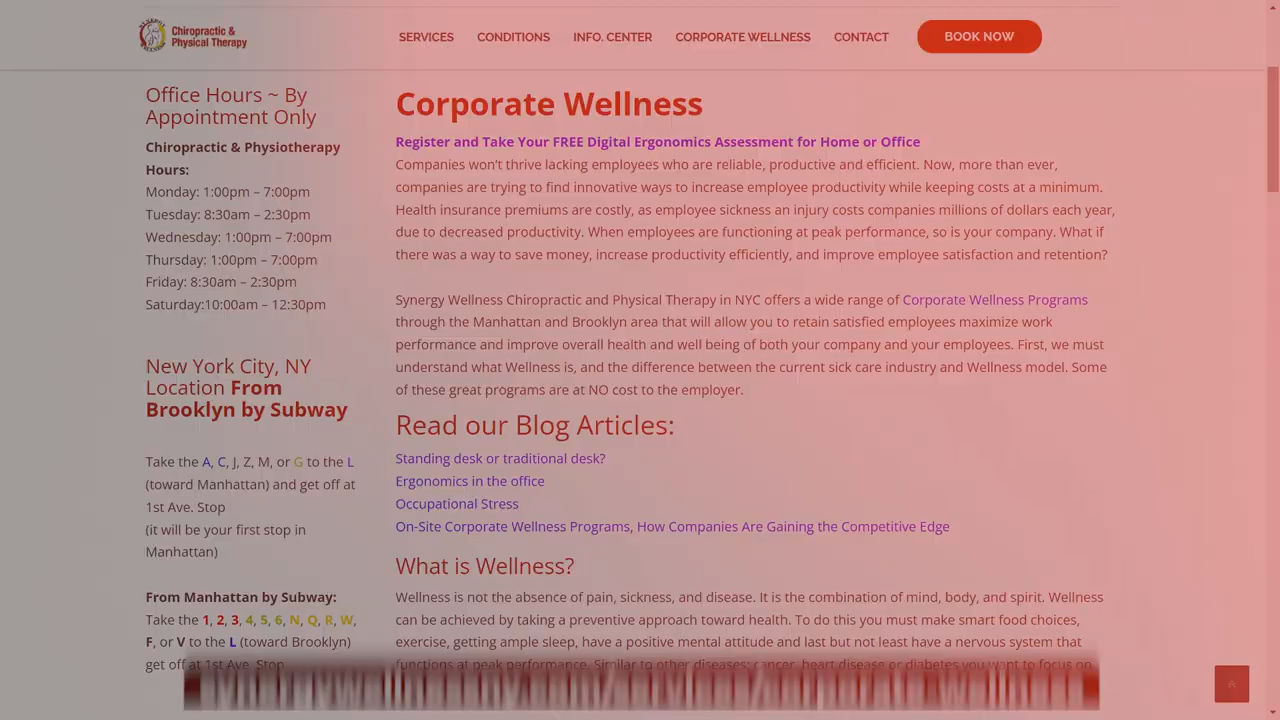 Chiropractic &
Physical Therapy
SERVICES CONDITIONS INFO. CENTER CORPORATE WELLNESS CONTACT BOOK NOW
Office Hours ~ By
Appointment Only
Chiropractic & Physiotherapy
Hours:
Monday: 1:00pm – 7:00pm
Tuesday: 8:30am – 2:30pm
Wednesday: 1:00pm – 7:00pm
Thursday: 1:00pm – 7:00pm
Friday: 8:30am – 2:30pm
Saturday:10:00am – 12:30pm
New York City, NY
Location From
Brooklyn by Subway
Take the A, C, J, Z, M, or G to the L
(toward Manhattan) and get off at
1st Ave. Stop
(it will be your first stop in
Manhattan)
From Manhattan by Subway:
Take the 1, 2, 3, 4, 5, 6, N, Q, R, W,
F, or V to the L (toward Brooklyn)
get off at 1st Ave. Stop
Corporate Wellness
Register and Take Your FREE Digital Ergonomics Assessment for Home or Office
Companies won't thrive lacking employees who are reliable, productive and efficient. Now, more than ever,
companies are trying to find innovative ways to increase employee productivity while keeping costs at a minimum.
Health insurance premiums are costly, as employee sickness an injury costs companies millions of dollars each year,
due to decreased productivity. When employees are functioning at peak performance, so is your company. What if
there was a way to save money, increase productivity efficiently, and improve employee satisfaction and retention?
Synergy Wellness Chiropractic and Physical Therapy in NYC offers a wide range of Corporate Wellness Programs
through the Manhattan and Brooklyn area that will allow you to retain satisfied employees maximize work
performance and improve overall health and well being of both your company and your employees. First, we must
understand what Wellness is, and the difference between the current sick care industry and Wellness model. Some
of these great programs are at NO cost to the employer.
Read our Blog Articles:
Standing desk or traditional desk?
Ergonomics in the office
Occupational Stress
On-Site Corporate Wellness Programs, How Companies Are Gaining the Competitive Edge
What is Wellness?
Wellness is not the absence of pain, sickness, and disease. It is the combination of mind, body, and spirit. Wellness
can be achieved by taking a preventive approach toward health. To do this you must make smart food choices,
exercise, getting ample sleep, have a positive mental attitude and last but not least have a nervous system that
functions at peak performance. Similar to other diseases; cancer, heart disease or diabetes you want to focus on